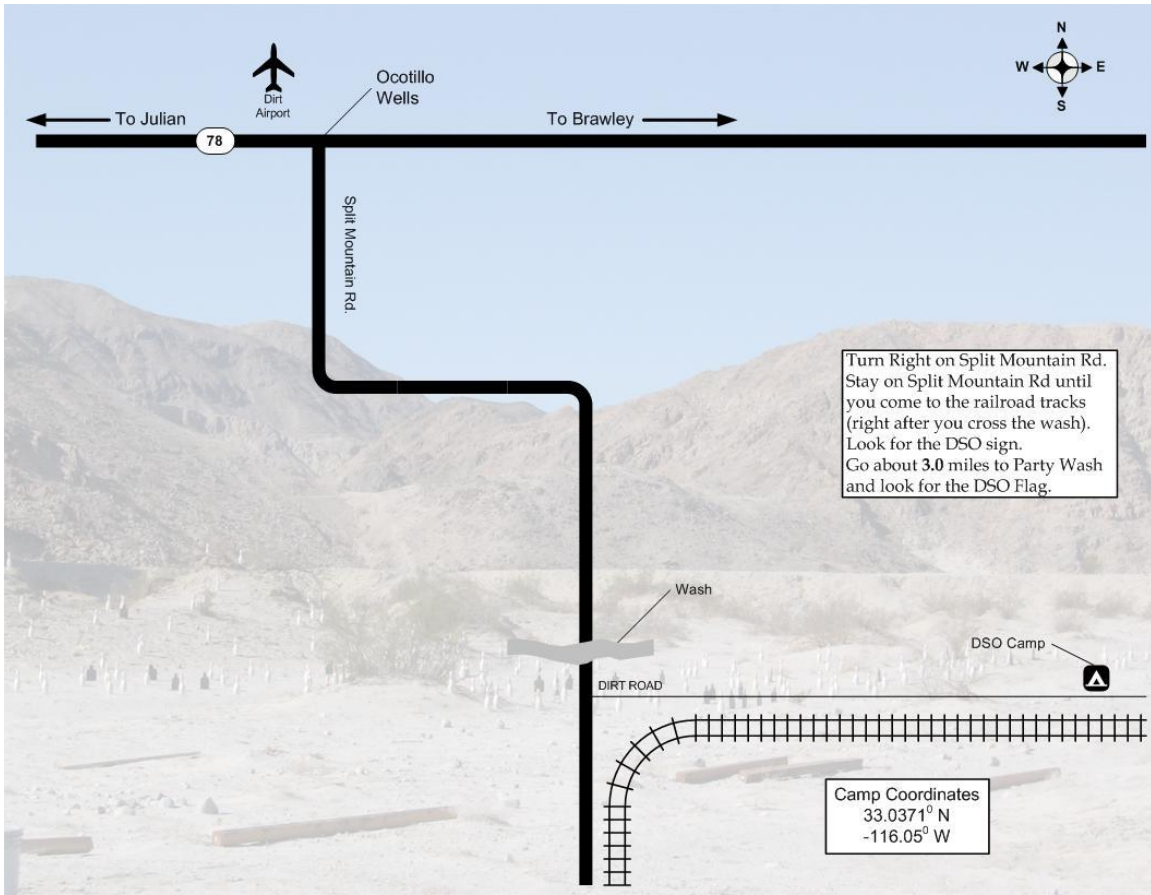 N
W E
S
Dirt
Airport
Ocotillo
Wells
To Julian
To Brawley
78
Split Mountain Rd.
Turn Right on Split Mountain Rd.
Stay on Split Mountain Rd until
you come to the railroad tracks
(right after you cross the wash).
Look for the DSO sign.
Go about 3.0 miles to Party Wash
and look for the DSO Flag.
Wash
DSO Camp
DIRT ROAD
Camp Coordinates
33.0371⁰ N
-116.05⁰ W